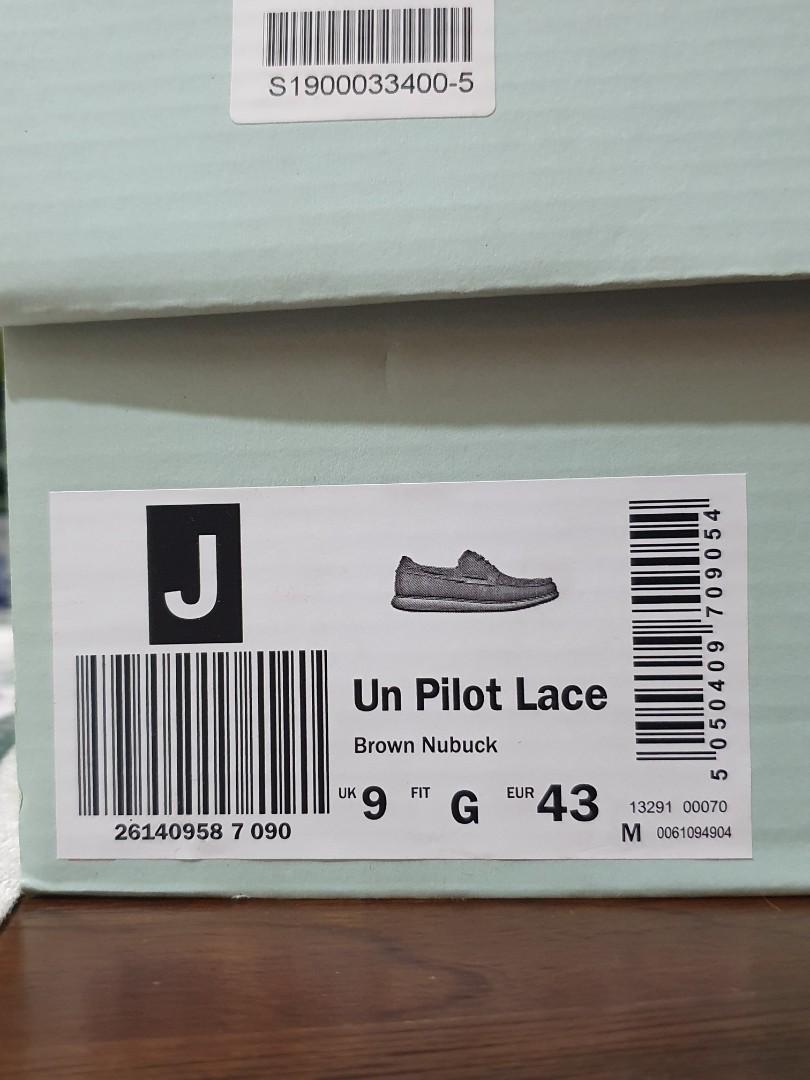 S1900033400-5
J
26140958 7 090
Un Pilot Lace
Brown Nubuck
UK 9 FIT G EUR 43
5 050409 709054
13291 00070
M 0061094904